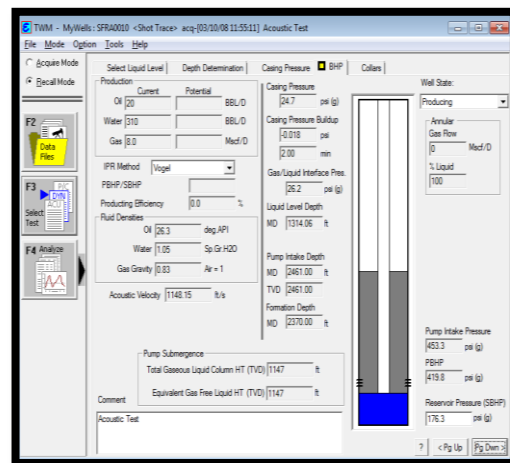 TWM - MyWells: SFRA0010 <Shot Trace> acq-[03/10/08 11:55:11] Acoustic Test
File Mode Option Tools Help
Acquire Mode
Recall Mode
F2
Data
Files
F3
Select
Test
F4 Analyze
Select Liquid Level | Depth Determination | Casing Pressure | BHP | Collars
Production
Current Potential
Oil 20 BBL/D
Water 310 BBL/D
Gas 8.0 Mscf/D
IPR Method Vogel
PBHP/SBHP
Producting Efficiency 0.0 %
Fluid Densities
Oil 26.3 deg.API
Water 1.05 Sp.Gr.H2O
Gas Gravity 0.83 Air = 1
Acoustic Velocity 1148.15 ft/s
Casing Pressure
24.7 psi (g)
Casing Pressure Buildup
-0.018 psi
2.00 min
Gas/Liquid Interface Pres.
26.2 psi (g)
Liquid Level Depth
MD 1314.06 ft
Pump Intake Depth
MD 2461.00 ft
TVD 2461.00
Formation Depth
MD 2370.00 ft
Well State:
Producing
Annular
Gas Flow
0 Mscf/D
% Liquid
100
Pump Submergence
Total Gaseous Liquid Column HT (TVD) 1147 ft
Equivalent Gas Free Liquid HT (TVD) 1147 ft
Comment
Acoustic Test
Pump Intake Pressure
453.3 psi (g)
PBHP
419.8 psi (g)
Reservoir Pressure (SBHP)
176.3 psi (g)
? < Pg Up Pg Dwn >